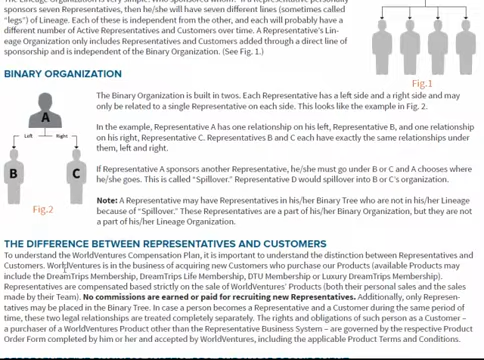 The Lineage Organization is very simple: Who sponsored whom? If a Representative personally
sponsors seven Representatives, then he/she will have seven different lines (sometimes called
"legs") of Lineage. Each of these is independent from the other, and each will probably have a
different number of Active Representatives and Customers over time. A Representative's Lin-
eage Organization only includes Representatives and Customers added through a direct line of
sponsorship and is independent of the Binary Organization. (See Fig. 1.)
Fig.1
BINARY ORGANIZATION
The Binary Organization is built in twos. Each Representative has a left side and a right side and may
only be related to a single Representative on each side. This looks like the example in Fig. 2.
A
Left Right
In the example, Representative A has one relationship on his left, Representative B, and one relationship
on his right, Representative C. Representatives B and C each have exactly the same relationships under
them, left and right.
B C
If Representative A sponsors another Representative, he/she must go under B or C and A chooses where
he/she goes. This is called "Spillover." Representative D would spillover into B or C's organization.
Fig.2
Note: A Representative may have Representatives in his/her Binary Tree who are not in his/her Lineage
because of "Spillover." These Representatives are a part of his/her Binary Organization, but they are not
a part of his/her Lineage Organization.
THE DIFFERENCE BETWEEN REPRESENTATIVES AND CUSTOMERS
To understand the WorldVentures Compensation Plan, it is important to understand the distinction between Representatives and
Customers. WorldVentures is in the business of acquiring new Customers who purchase our Products (available Products may
include the DreamTrips Membership, DreamTrips Life Membership, DTU Membership or Luxury DreamTrips Membership).
Representatives are compensated based strictly on the sale of WorldVentures' Products (both their personal sales and the sales
made by their Team). No commissions are earned or paid for recruiting new Representatives. Additionally, only Represen-
tatives may be placed in the Binary Tree. In case a person becomes a Representative and a Customer during the same period of
time, these two legal relationships are treated completely separately. The rights and obligations of such person as a Customer –
a purchaser of a WorldVentures Product other than the Representative Business System – are governed by the respective Product
Order Form completed by him or her and accepted by WorldVentures, including the applicable Product Terms and Conditions.